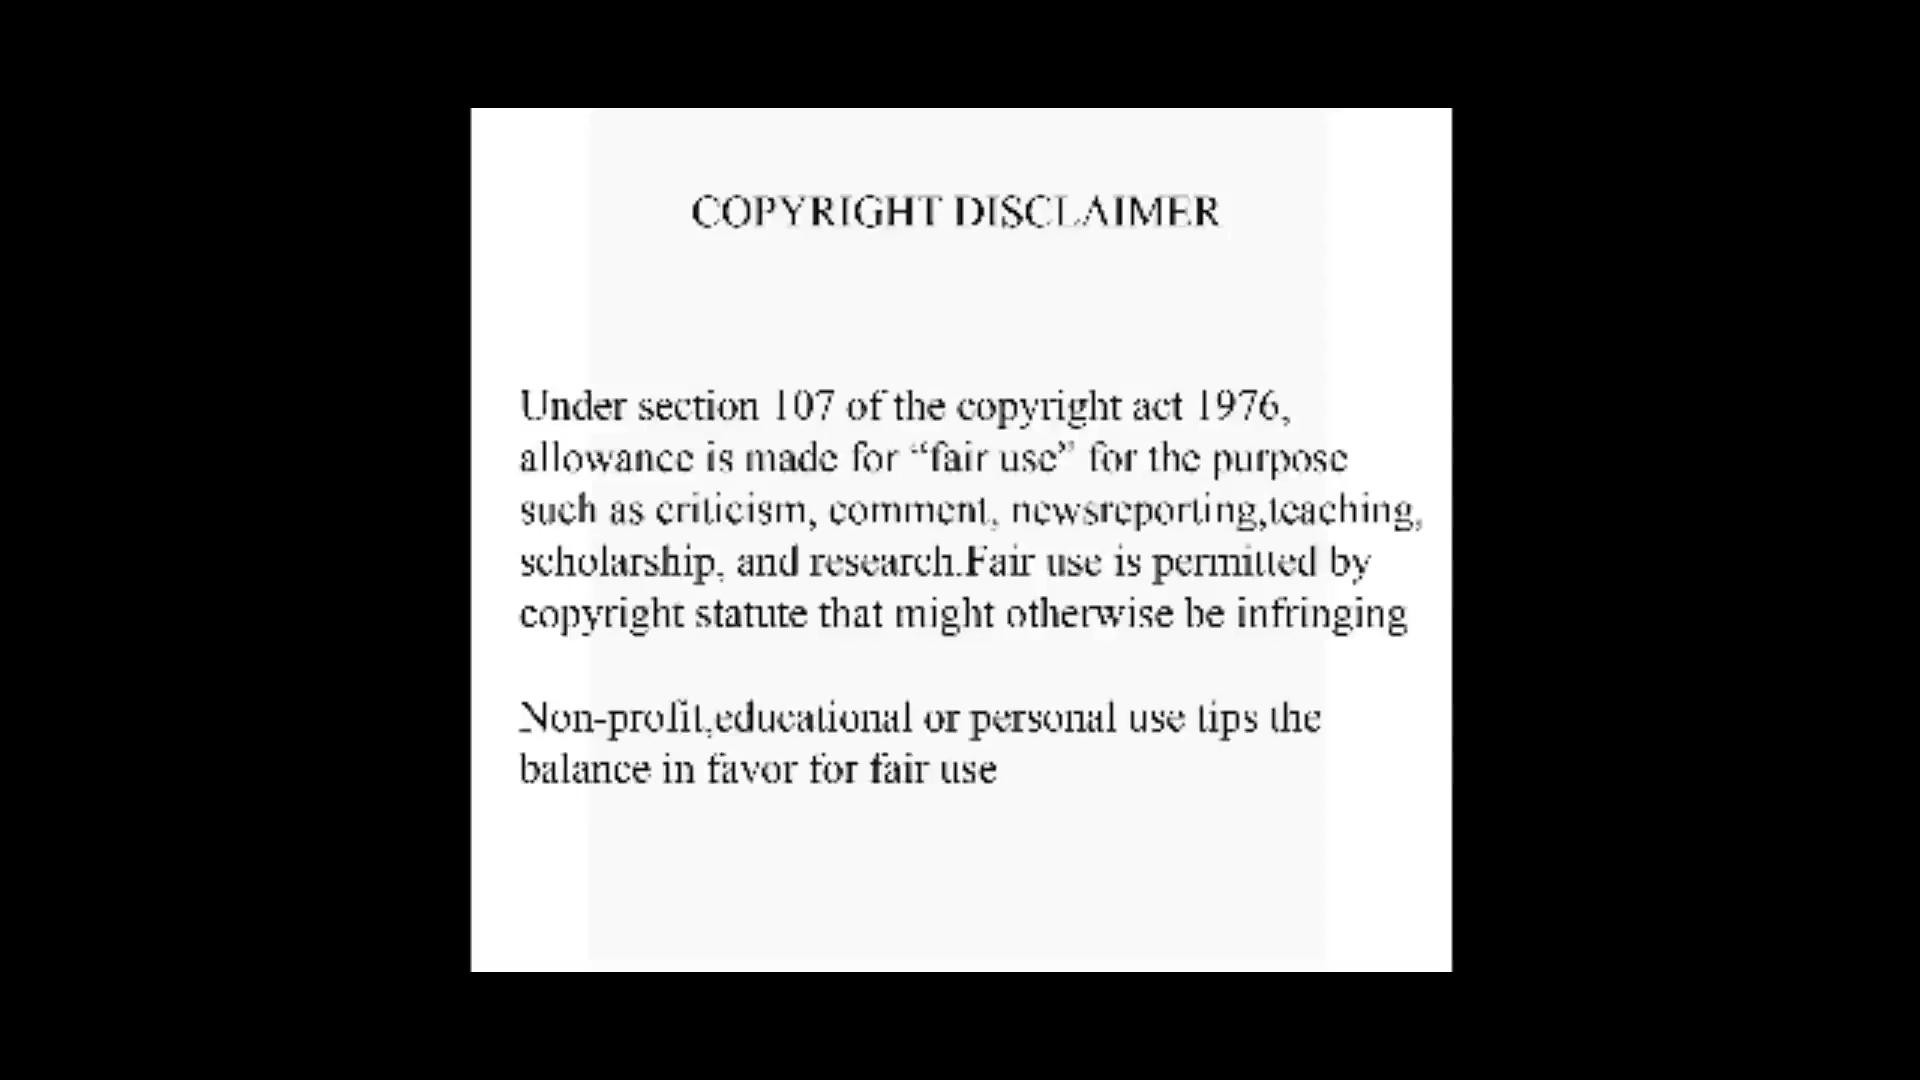 COPYRIGHT DISCLAIMER
Under section 107 of the copyright act 1976,
allowance is made for “fair use” for the purpose
such as criticism, comment, newsreporting,teaching,
scholarship, and research.Fair use is permitted by
copyright statute that might otherwise be infringing
Non-profit,educational or personal use tips the
balance in favor for fair use